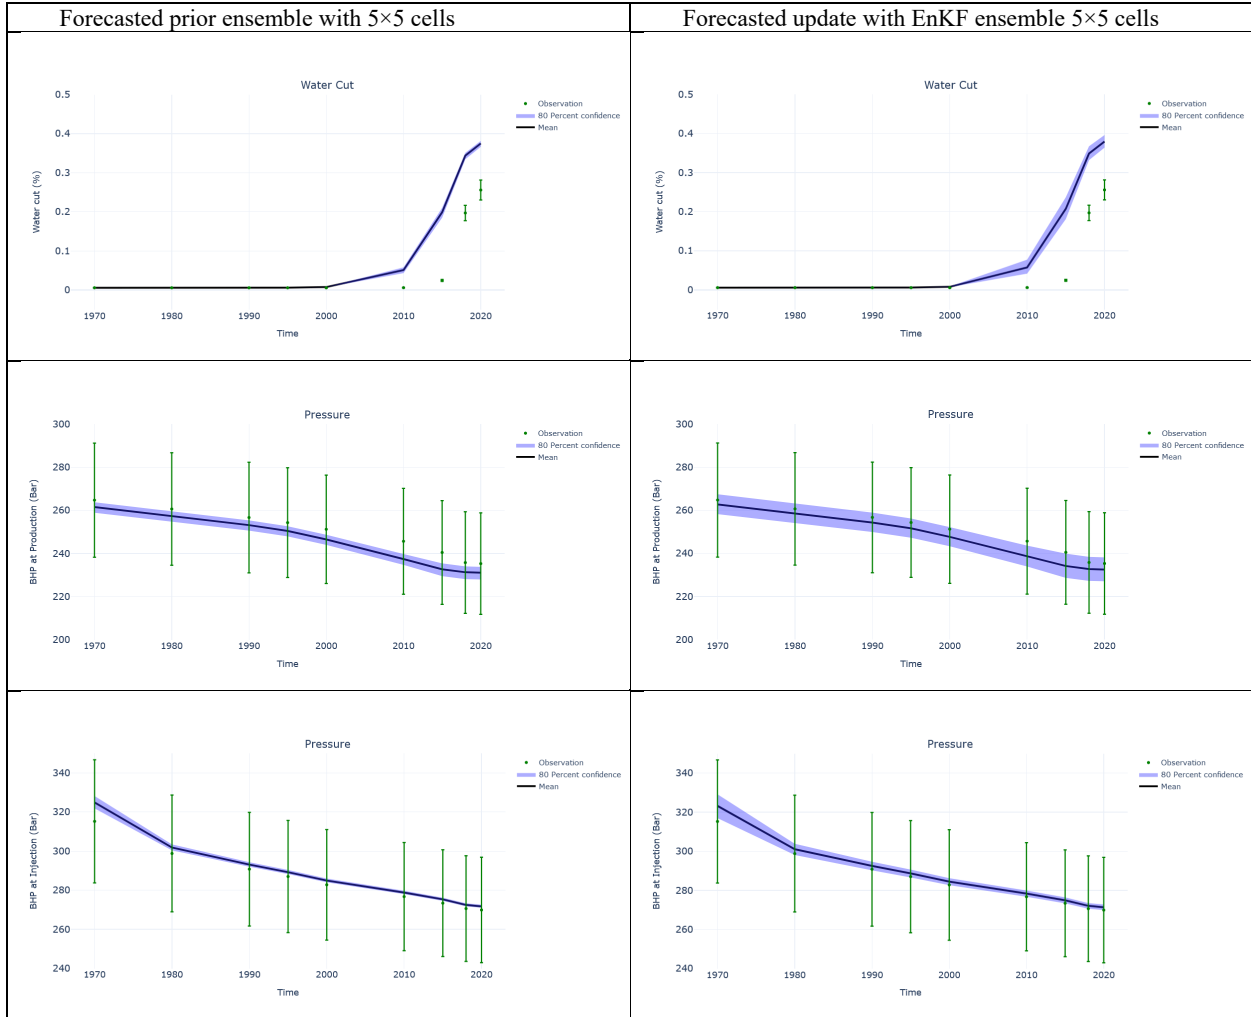 Forecasted prior ensemble with 5×5 cells
Forecasted update with EnKF ensemble 5×5 cells
Water Cut
0.5
0.4
0.3
0.2
0.1
0
Water cut (%)
1970 1980 1990 2000 2010 2020
Time
Observation
80 Percent confidence
Mean
Water Cut
0.5
0.4
0.3
0.2
0.1
0
Water cut (%)
1970 1980 1990 2000 2010 2020
Time
Observation
80 Percent confidence
Mean
Pressure
300
280
260
240
220
200
BHP at Production (Bar)
1970 1980 1990 2000 2010 2020
Time
Observation
80 Percent confidence
Mean
Pressure
300
280
260
240
220
200
BHP at Production (Bar)
1970 1980 1990 2000 2010 2020
Time
Observation
80 Percent confidence
Mean
Pressure
340
320
300
280
260
240
BHP at Injection (Bar)
1970 1980 1990 2000 2010 2020
Time
Observation
80 Percent confidence
Mean
Pressure
340
320
300
280
260
240
BHP at Injection (Bar)
1970 1980 1990 2000 2010 2020
Time
Observation
80 Percent confidence
Mean